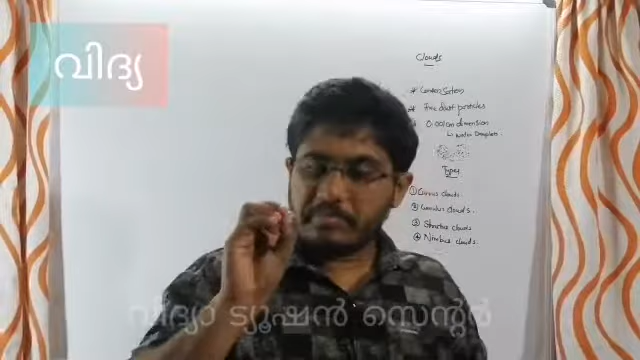 വിദ്യ
Clouds
* Condensation
* Fine dust particles
0.001cm dimension
↳ water Droplets
Types
① Cirrus clouds.
② Cumulus clouds.
③ Stratus clouds
④ Nimbus clouds.
വിദ്യാ ട്യൂഷൻ സെന്റർ